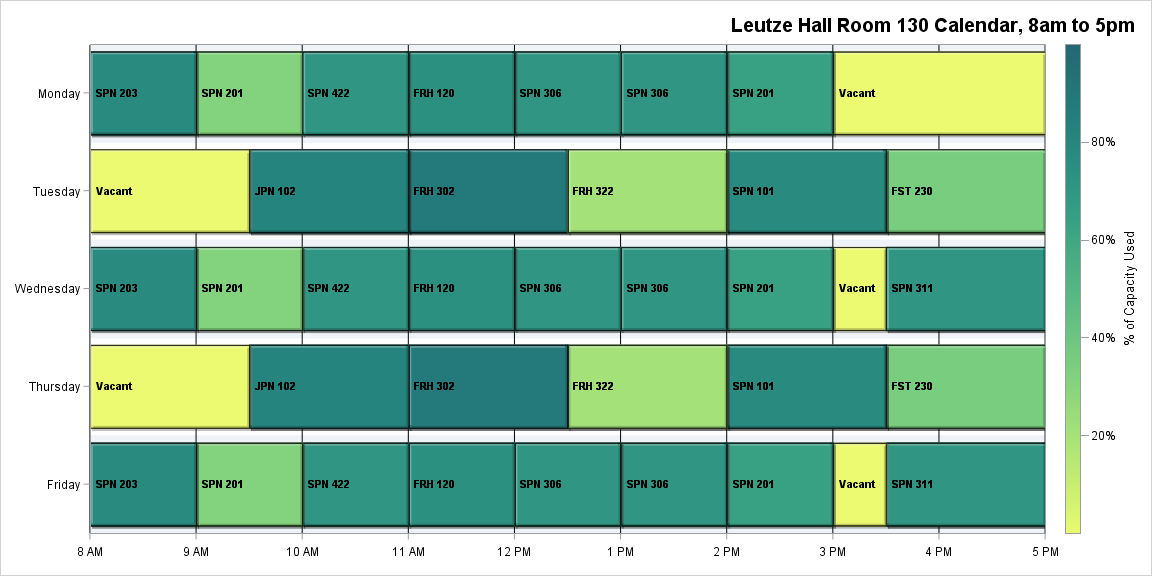 Leutze Hall Room 130 Calendar, 8am to 5pm
Monday
SPN 203
SPN 201
SPN 422
FRH 120
SPN 306
SPN 306
SPN 201
Vacant
Tuesday
Vacant
JPN 102
FRH 302
FRH 322
SPN 101
FST 230
Wednesday
SPN 203
SPN 201
SPN 422
FRH 120
SPN 306
SPN 306
SPN 201
Vacant
SPN 311
Thursday
Vacant
JPN 102
FRH 302
FRH 322
SPN 101
FST 230
Friday
SPN 203
SPN 201
SPN 422
FRH 120
SPN 306
SPN 306
SPN 201
Vacant
SPN 311
8 AM
9 AM
10 AM
11 AM
12 PM
1 PM
2 PM
3 PM
4 PM
5 PM
80%
60%
40%
20%
% of Capacity Used